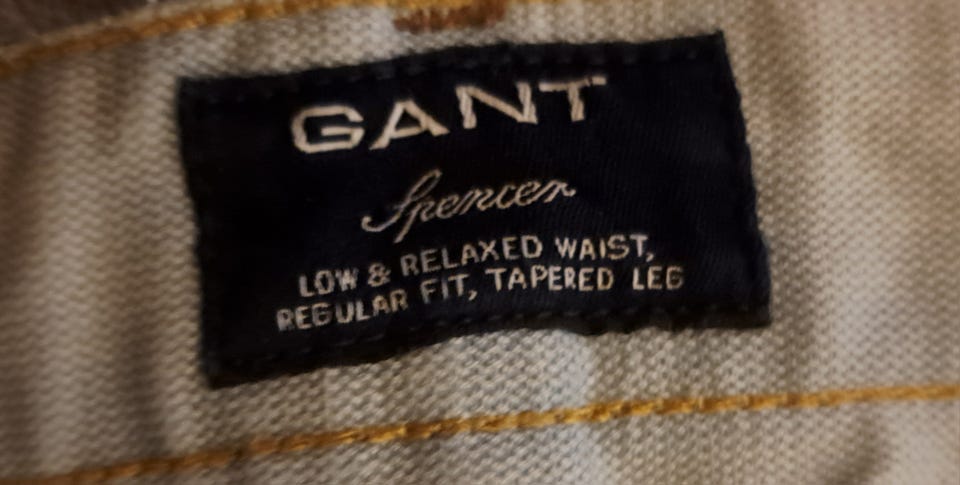 GANT
Spencer
LOW & RELAXED WAIST,
REGULAR FIT, TAPERED LEG